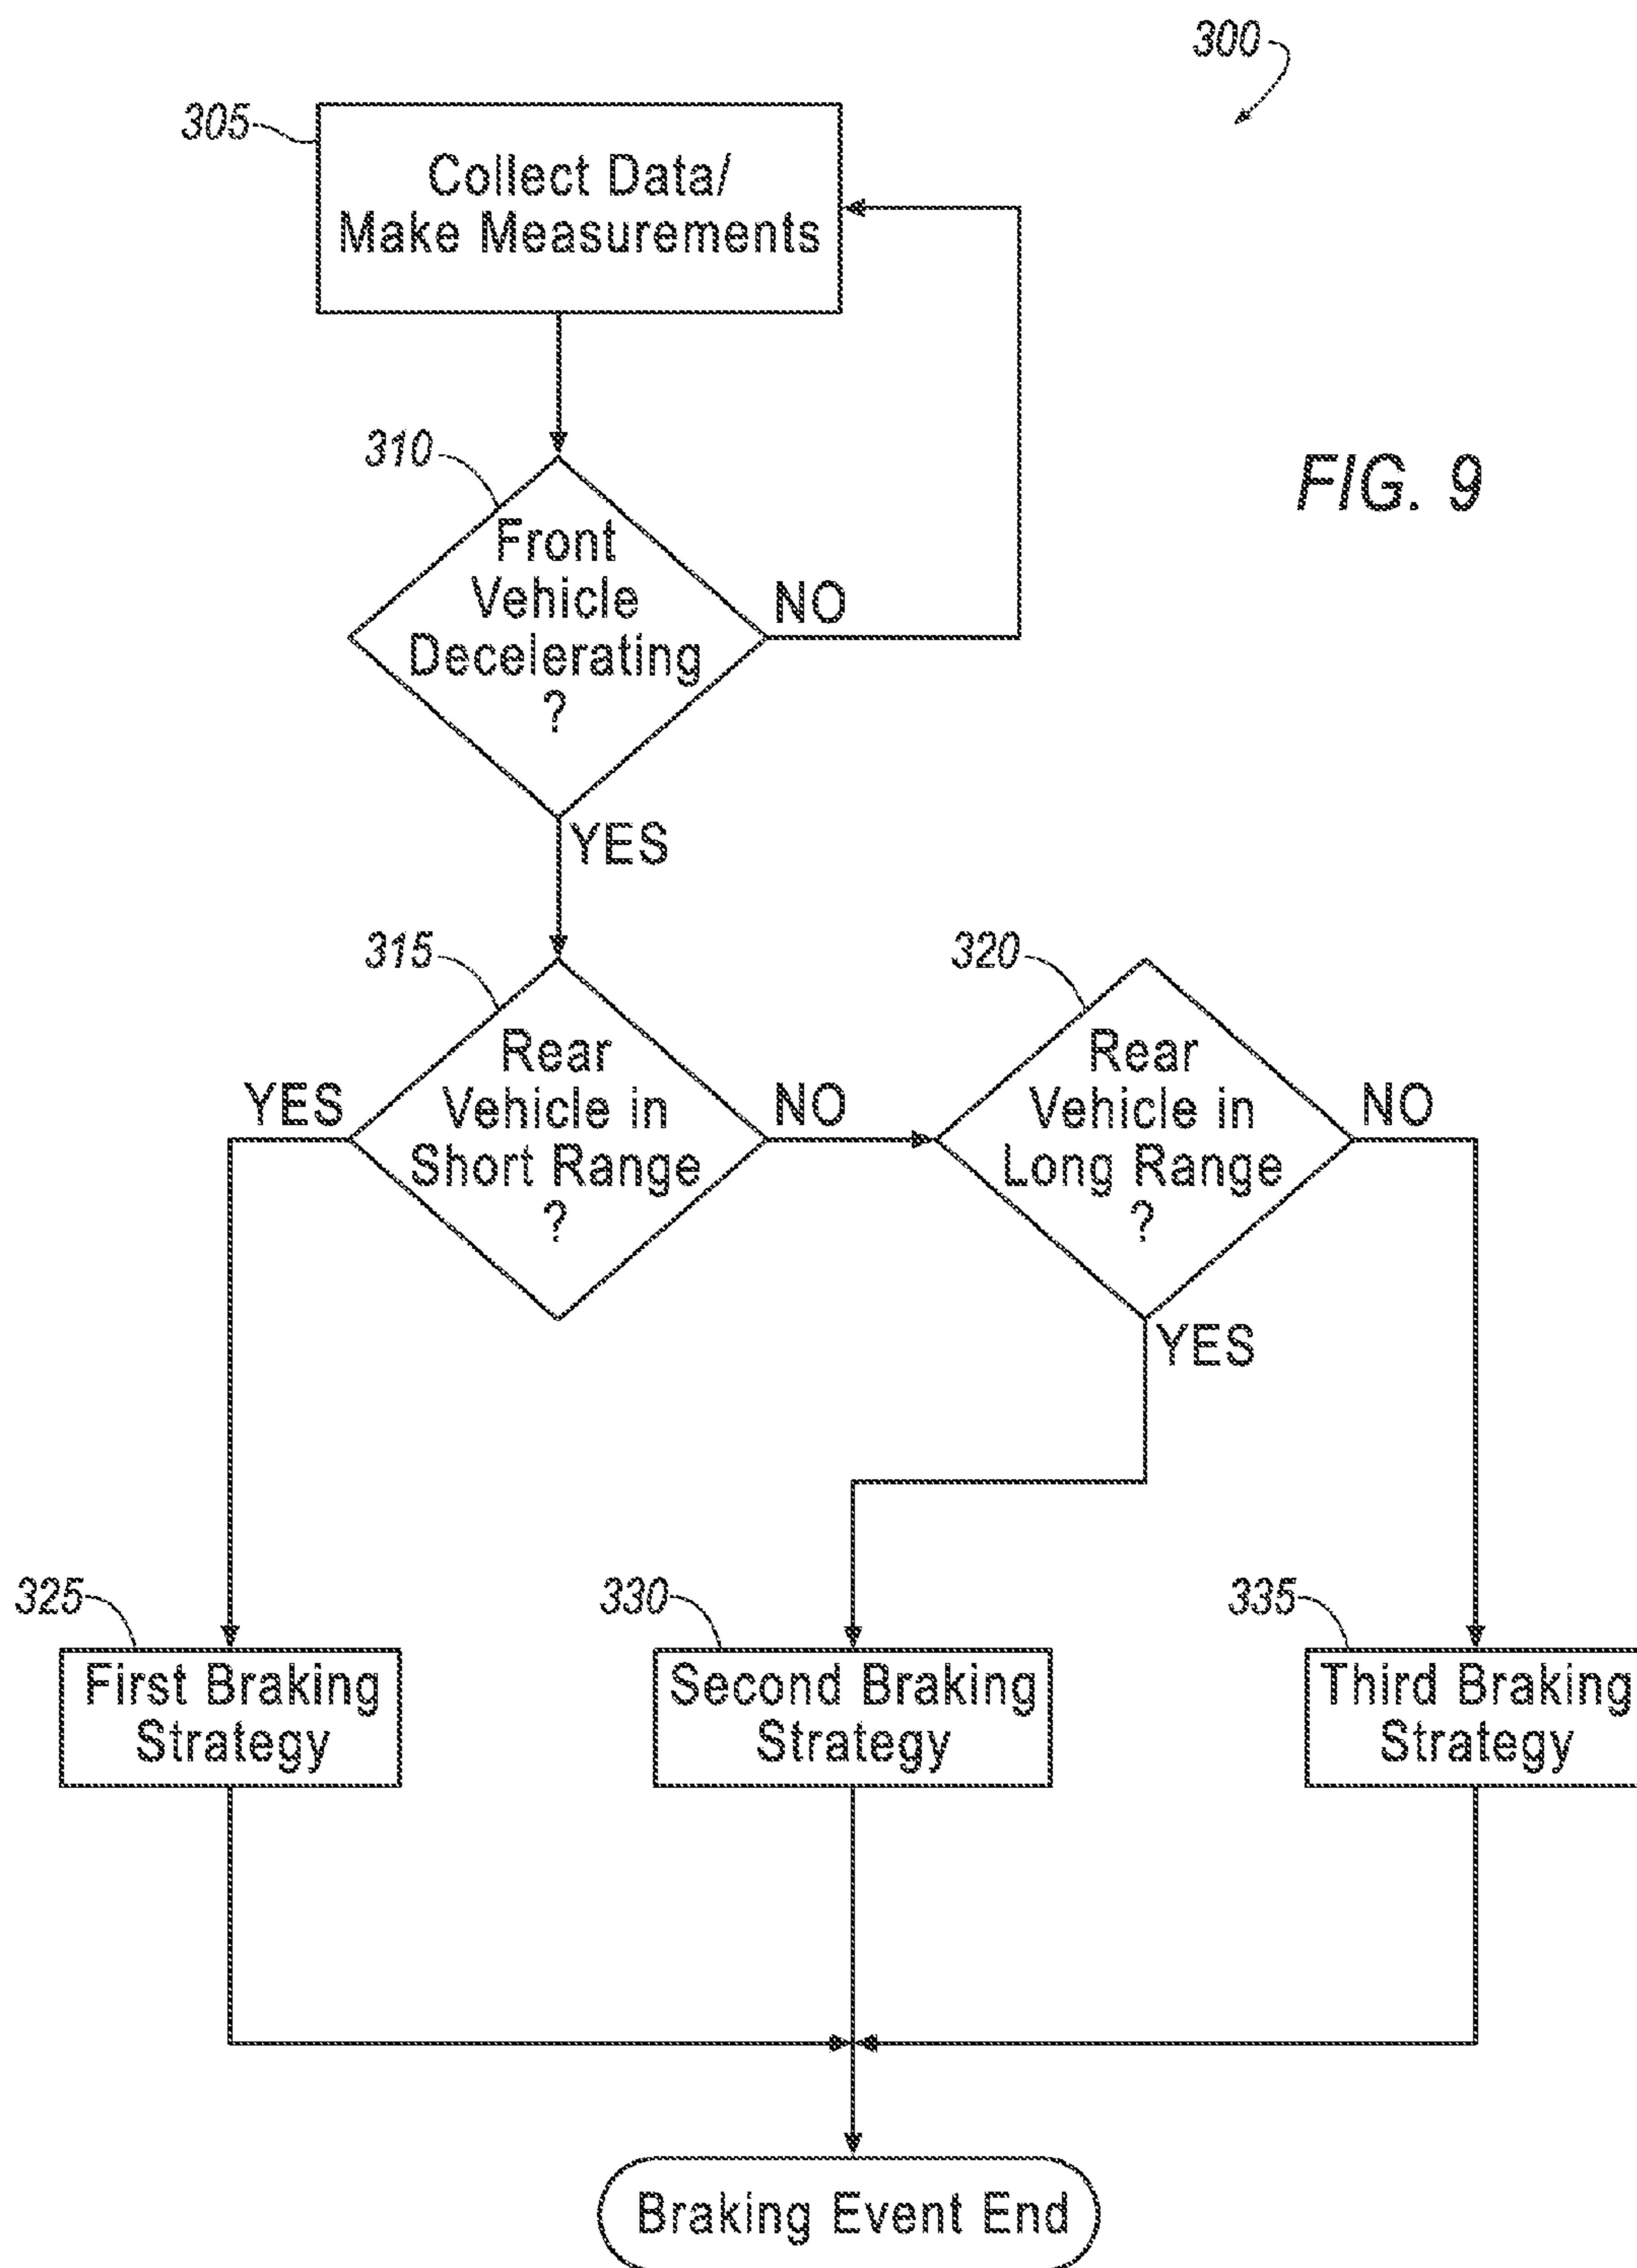 300
305
Collect Data/
Make Measurements
FIG. 9
310
Front
Vehicle
Decelerating
?
NO
YES
315
320
Rear
Vehicle in
Short Range
?
YES
NO
Rear
Vehicle in
Long Range
?
NO
YES
325
330
335
First Braking
Strategy
Second Braking
Strategy
Third Braking
Strategy
Braking Event End